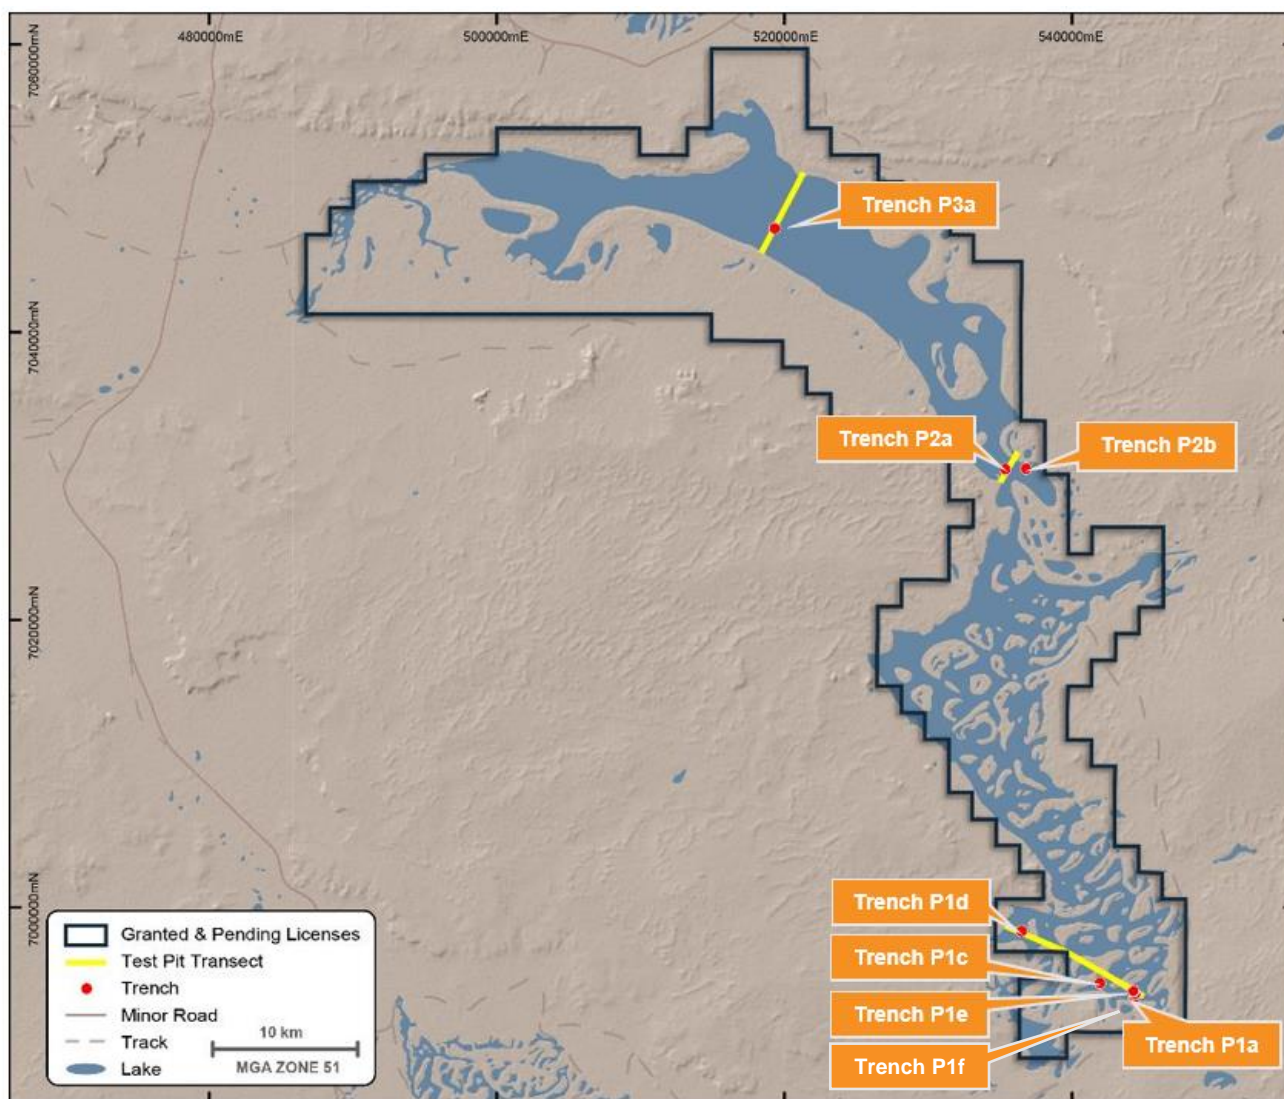 480000mE
500000mE
520000mE
540000mE
7060000mN
Trench P3a
7040000mN
Trench P2a
Trench P2b
7020000mN
7000000mN
Trench P1d
Trench P1c
Trench P1e
Trench P1a
Trench P1f
Granted & Pending Licenses
Test Pit Transect
Trench
Minor Road
Track
Lake
10 km
MGA ZONE 51